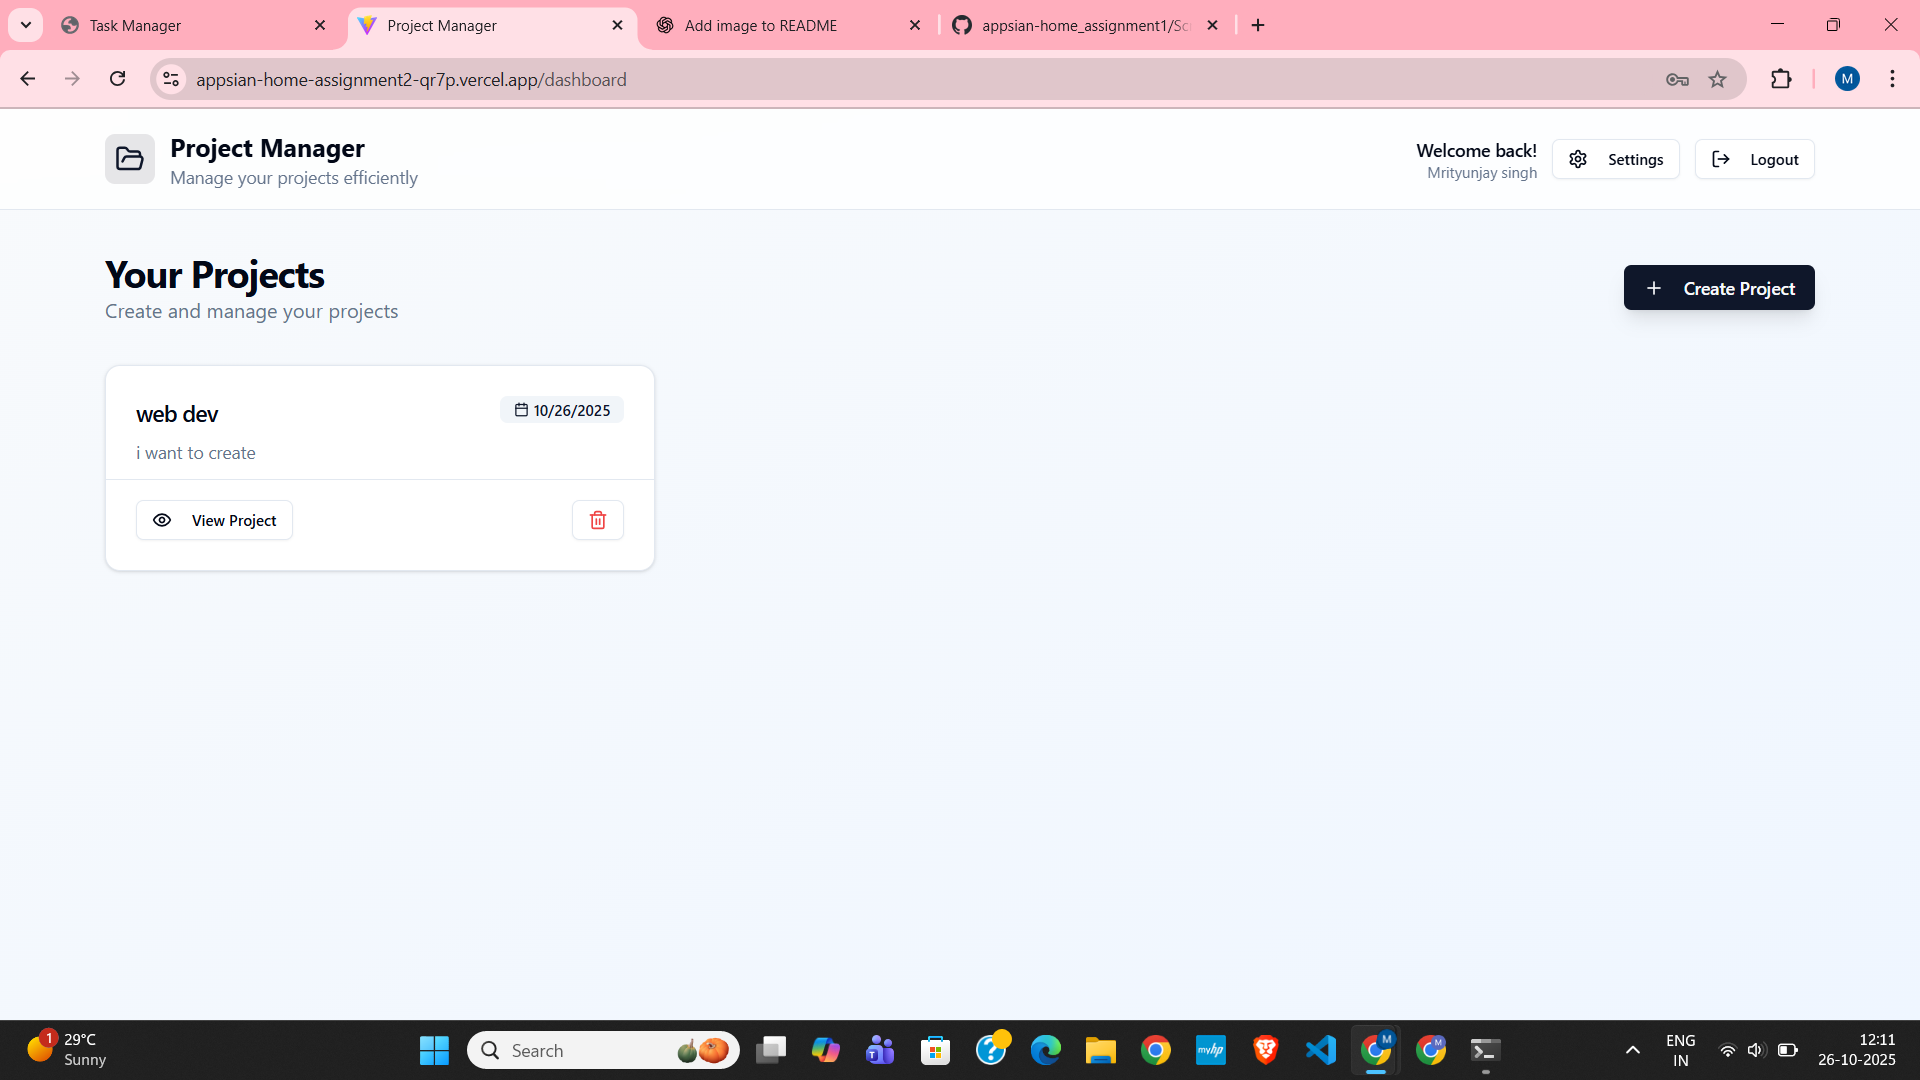 Task Manager
Project Manager
Add image to README
appsian-home_assignment1/Sc
appsian-home-assignment2-qr7p.vercel.app/dashboard
M
Project Manager
Manage your projects efficiently
Welcome back!
Mrityunjay singh
Settings
Logout
Your Projects
Create and manage your projects
Create Project
web dev
10/26/2025
i want to create
View Project
1
29°C
Sunny
Search
T
?
myhp
M
M
ENG
IN
12:11
26-10-2025